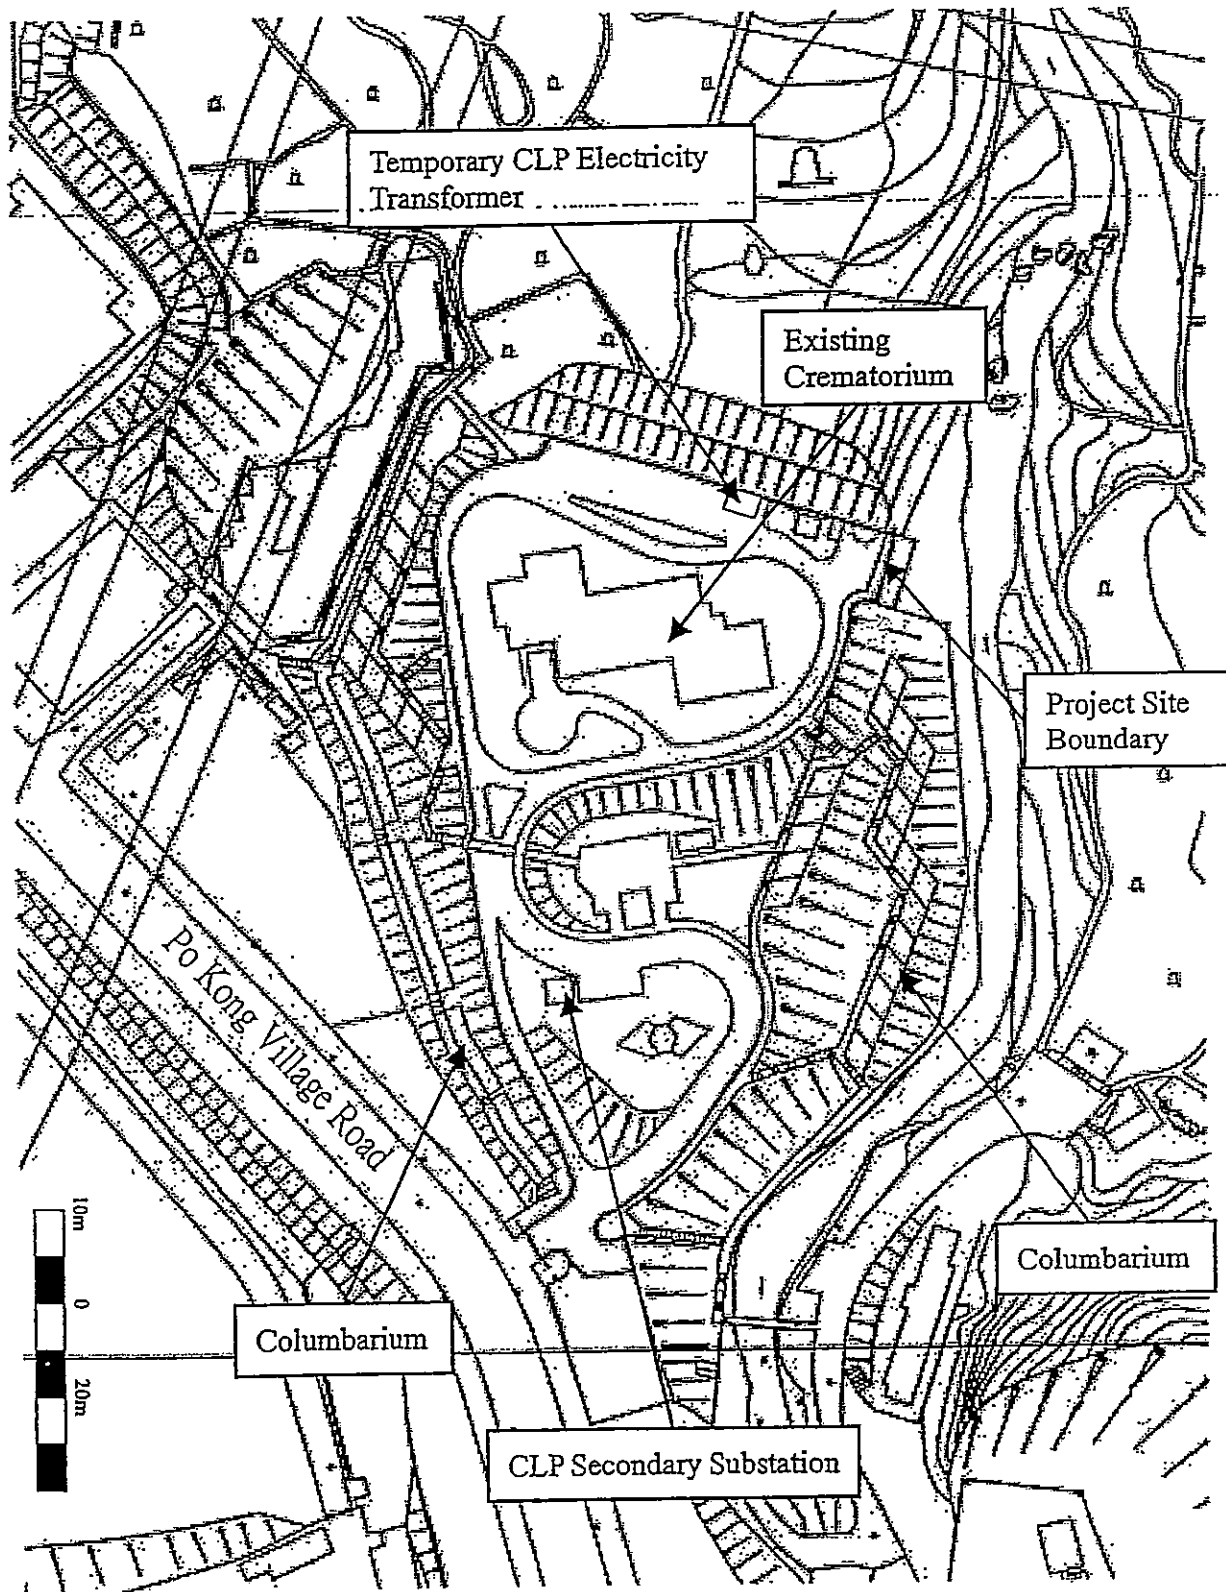 Temporary CLP Electricity
Transformer
Existing
Crematorium
Project Site
Boundary
Po Kong Village Road
10m
0
20m
Columbarium
Columbarium
CLP Secondary Substation